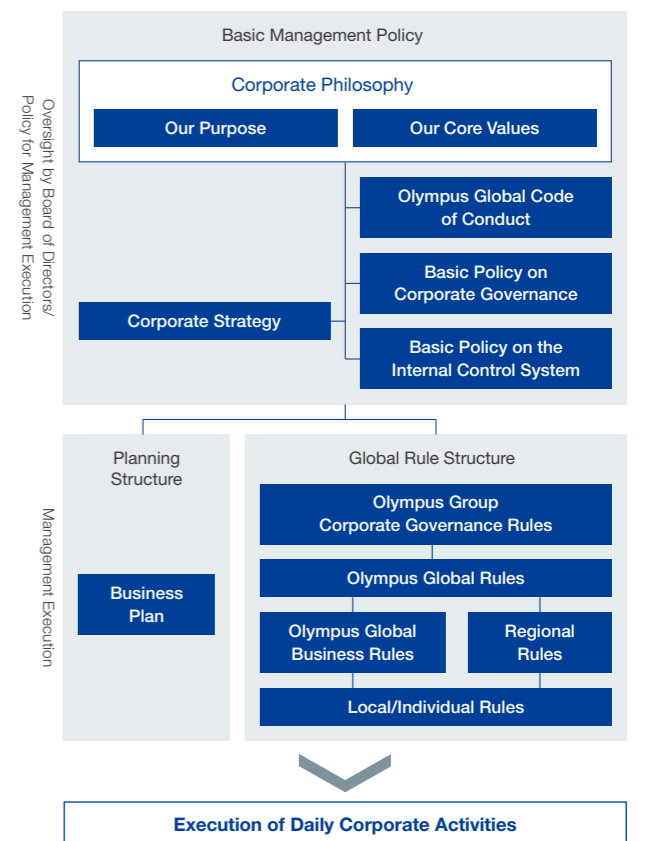 Basic Management Policy
Corporate Philosophy
Our Purpose
Our Core Values
Oversight by Board of Directors/
Policy for Management Execution
Olympus Global Code
of Conduct
Basic Policy on
Corporate Governance
Corporate Strategy
Basic Policy on the
Internal Control System
Management Execution
Planning
Structure
Business
Plan
Global Rule Structure
Olympus Group
Corporate Governance Rules
Olympus Global Rules
Olympus Global
Business Rules
Regional
Rules
Local/Individual Rules
Execution of Daily Corporate Activities